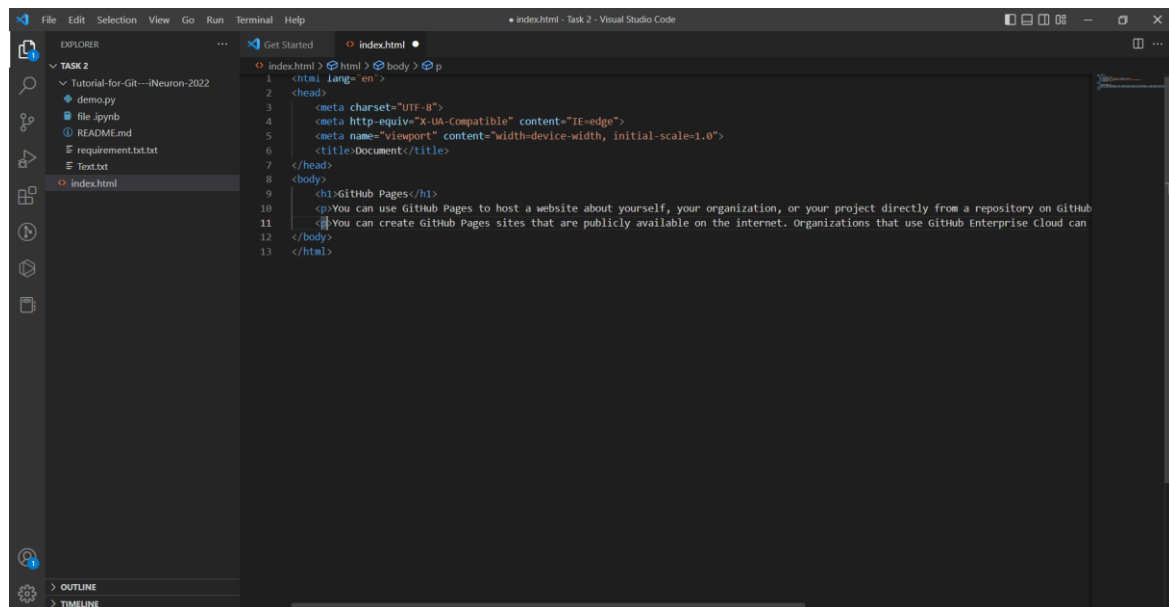 File Edit Selection View Go Run Terminal Help
● index.html - Task 2 - Visual Studio Code
EXPLORER
Get Started
index.html ●
TASK 2
index.html > html > body > p
Tutorial-for-Git---iNeuron-2022
demo.py
file .ipynb
README.md
requirement.txt.txt
Text.txt
index.html
1 <html lang="en">
2 <head>
3 <meta charset="UTF-8">
4 <meta http-equiv="X-UA-Compatible" content="IE=edge">
5 <meta name="viewport" content="width=device-width, initial-scale=1.0">
6 <title>Document</title>
7 </head>
8 <body>
9 <h1>GitHub Pages</h1>
10 <p>You can use GitHub Pages to host a website about yourself, your organization, or your project directly from a repository on GitHub
11 <p>You can create GitHub Pages sites that are publicly available on the internet. Organizations that use GitHub Enterprise Cloud can
12 </body>
13 </html>
1
1
OUTLINE
TIMELINE